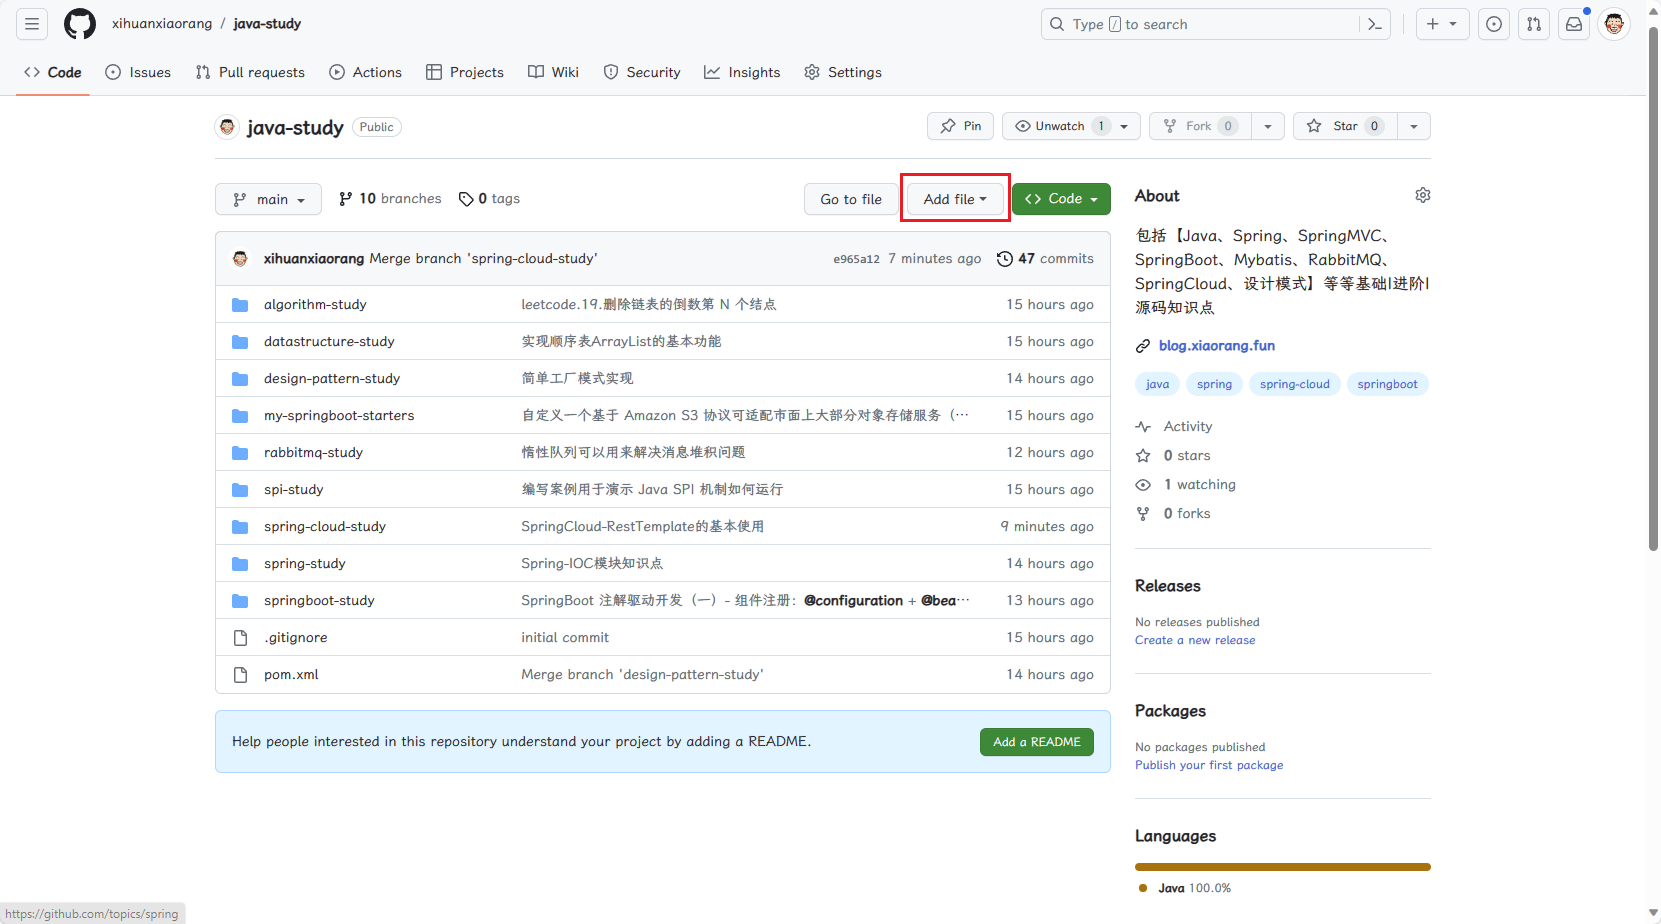 xihuanxiaorang / java-study
Type / to search
Code Issues Pull requests Actions Projects Wiki Security Insights Settings
java-study Public
Pin Unwatch 1 Fork 0 Star 0
main 10 branches 0 tags Go to file Add file Code
xihuanxiaorang Merge branch 'spring-cloud-study' e965a12 7 minutes ago 47 commits
algorithm-study leetcode.19.删除链表的倒数第 N 个结点 15 hours ago
datastructure-study 实现顺序表ArrayList的基本功能 15 hours ago
design-pattern-study 简单工厂模式实现 14 hours ago
my-springboot-starters 自定义一个基于 Amazon S3 协议可适配市面上大部分对象存储服务（… 15 hours ago
rabbitmq-study 惰性队列可以用来解决消息堆积问题 12 hours ago
spi-study 编写案例用于演示 Java SPI 机制如何运行 15 hours ago
spring-cloud-study SpringCloud-RestTemplate的基本使用 9 minutes ago
spring-study Spring-IOC模块知识点 14 hours ago
springboot-study SpringBoot 注解驱动开发（一）- 组件注册：@configuration + @bea… 13 hours ago
.gitignore initial commit 15 hours ago
pom.xml Merge branch 'design-pattern-study' 14 hours ago
Help people interested in this repository understand your project by adding a README. Add a README
About
包括【Java、Spring、SpringMVC、
SpringBoot、Mybatis、RabbitMQ、
SpringCloud、设计模式】等等基础|进阶|
源码知识点
blog.xiaorang.fun
java spring spring-cloud springboot
Activity
0 stars
1 watching
0 forks
Releases
No releases published
Create a new release
Packages
No packages published
Publish your first package
Languages
Java 100.0%
https://github.com/topics/spring